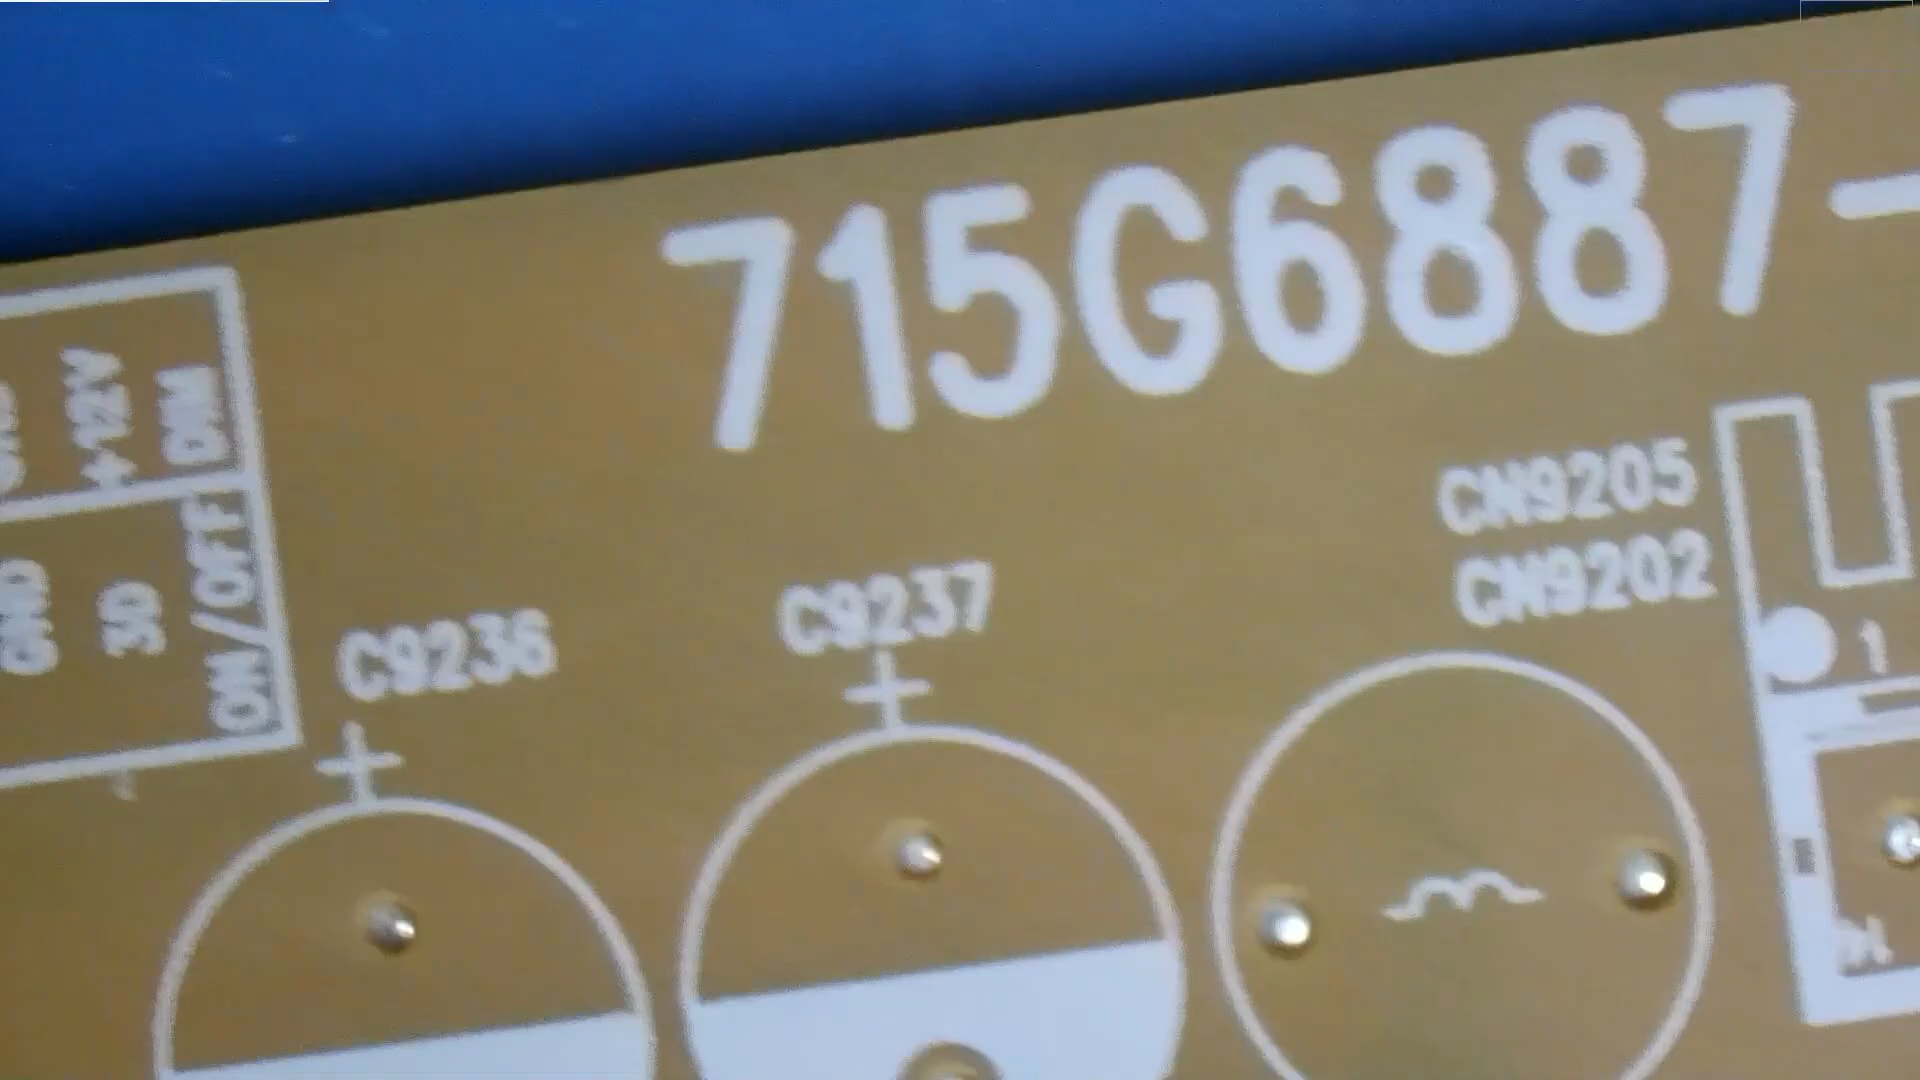 715G6887-
+12V
DIM
GND
3D
ON/OFF
C9236
C9237
CN9205
CN9202
1